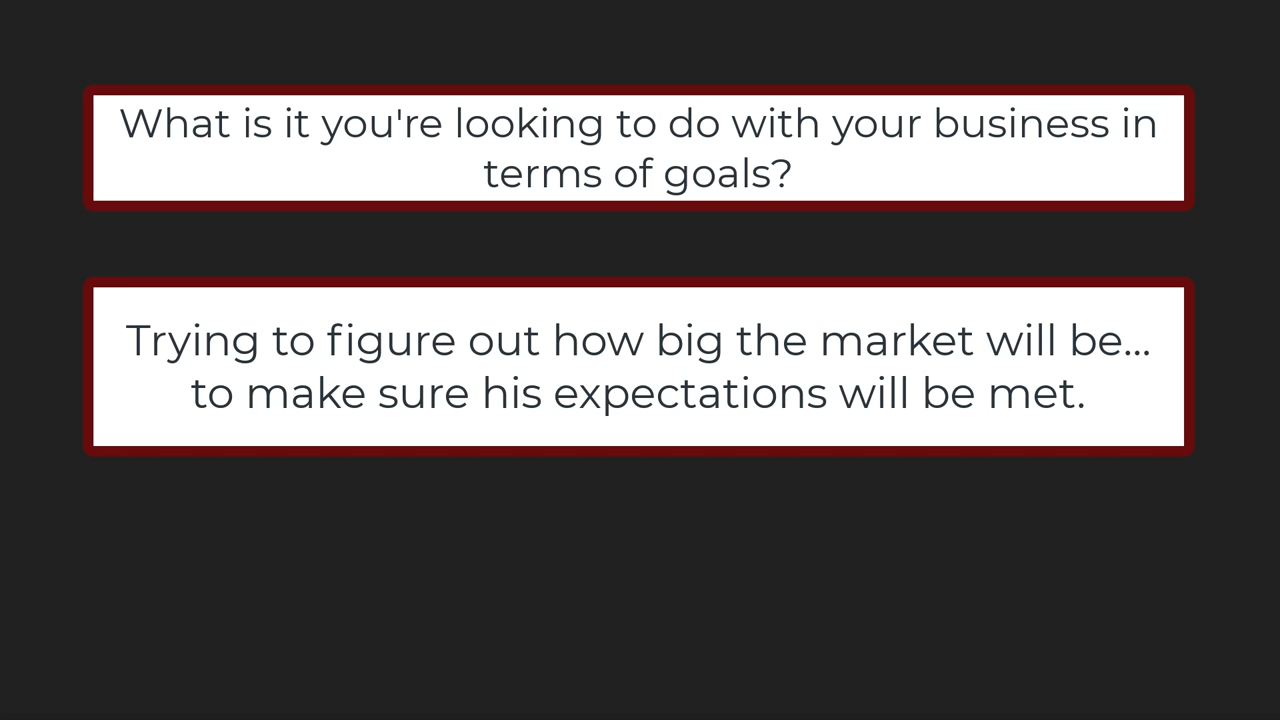 What is it you're looking to do with your business in
terms of goals?
Trying to figure out how big the market will be...
to make sure his expectations will be met.